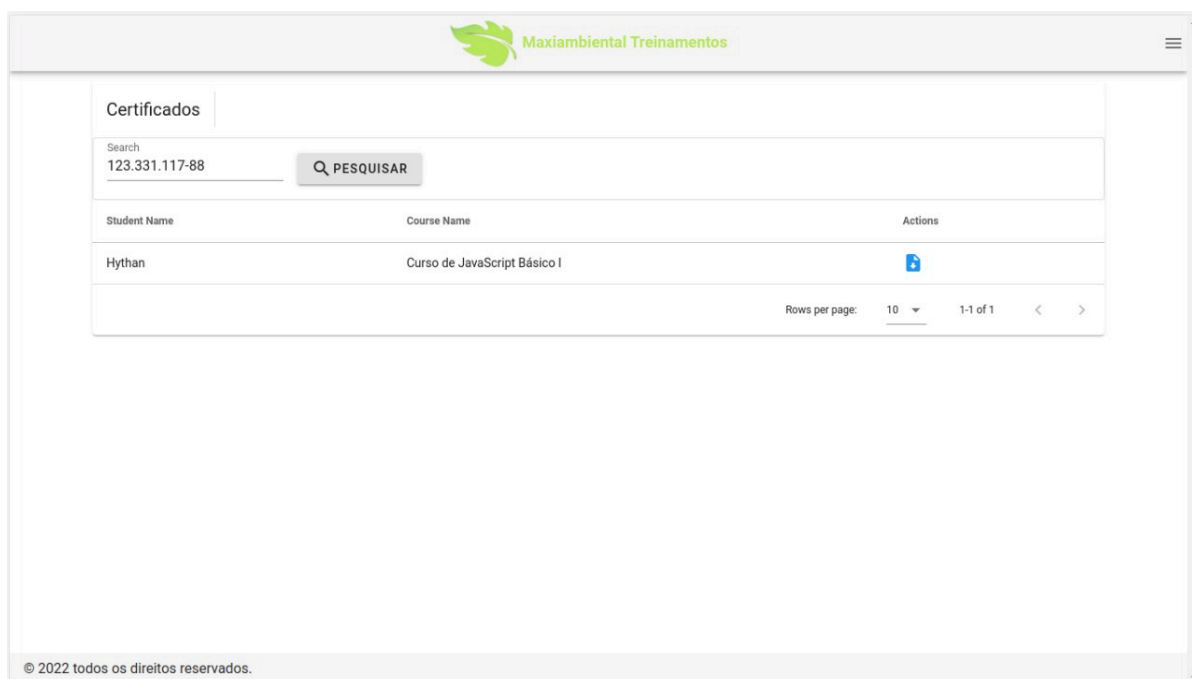 Maxiambiental Treinamentos
Certificados
Search
123.331.117-88
PESQUISAR
Student Name Course Name Actions
Hythan Curso de JavaScript Básico I
Rows per page: 10 1-1 of 1
© 2022 todos os direitos reservados.